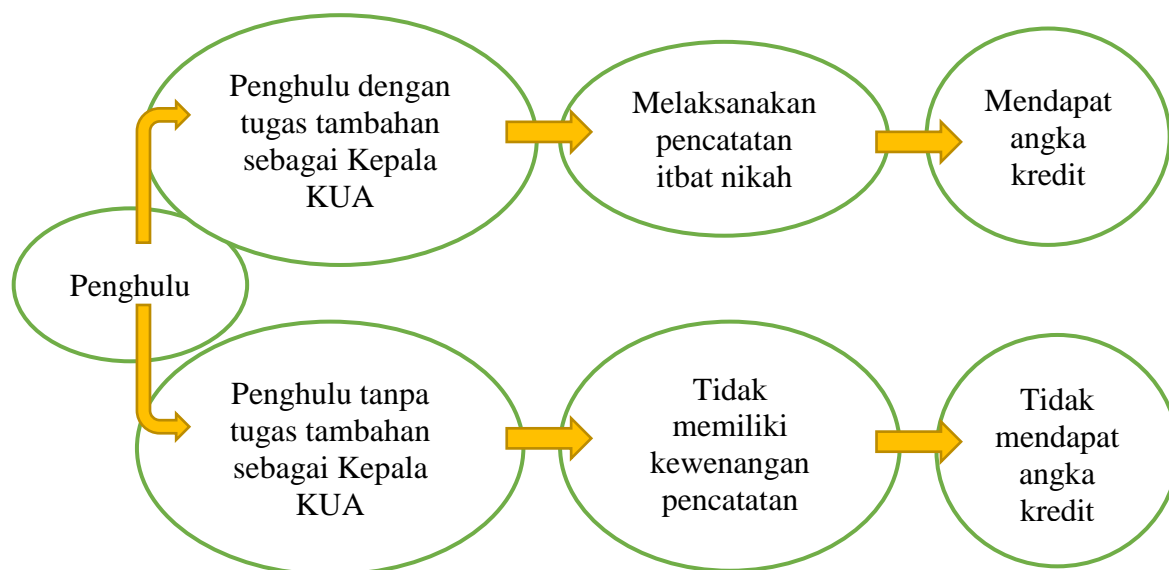 Penghulu
Penghulu dengan
tugas tambahan
sebagai Kepala
KUA
Melaksanakan
pencatatan
itbat nikah
Mendapat
angka
kredit
Penghulu tanpa
tugas tambahan
sebagai Kepala
KUA
Tidak
memiliki
kewenangan
pencatatan
Tidak
mendapat
angka
kredit